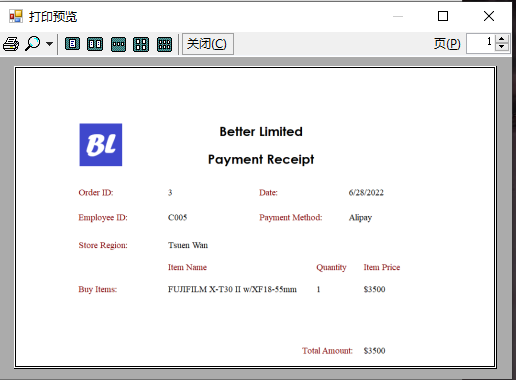 打印预览
关闭(C) 页(P) 1
BL
Better Limited
Payment Receipt
Order ID: 3 Date: 6/28/2022
Employee ID: C005 Payment Method: Alipay
Store Region: Tsuen Wan
Item Name Quantity Item Price
Buy Items: FUJIFILM X-T30 II w/XF18-55mm 1 $3500
Total Amount: $3500